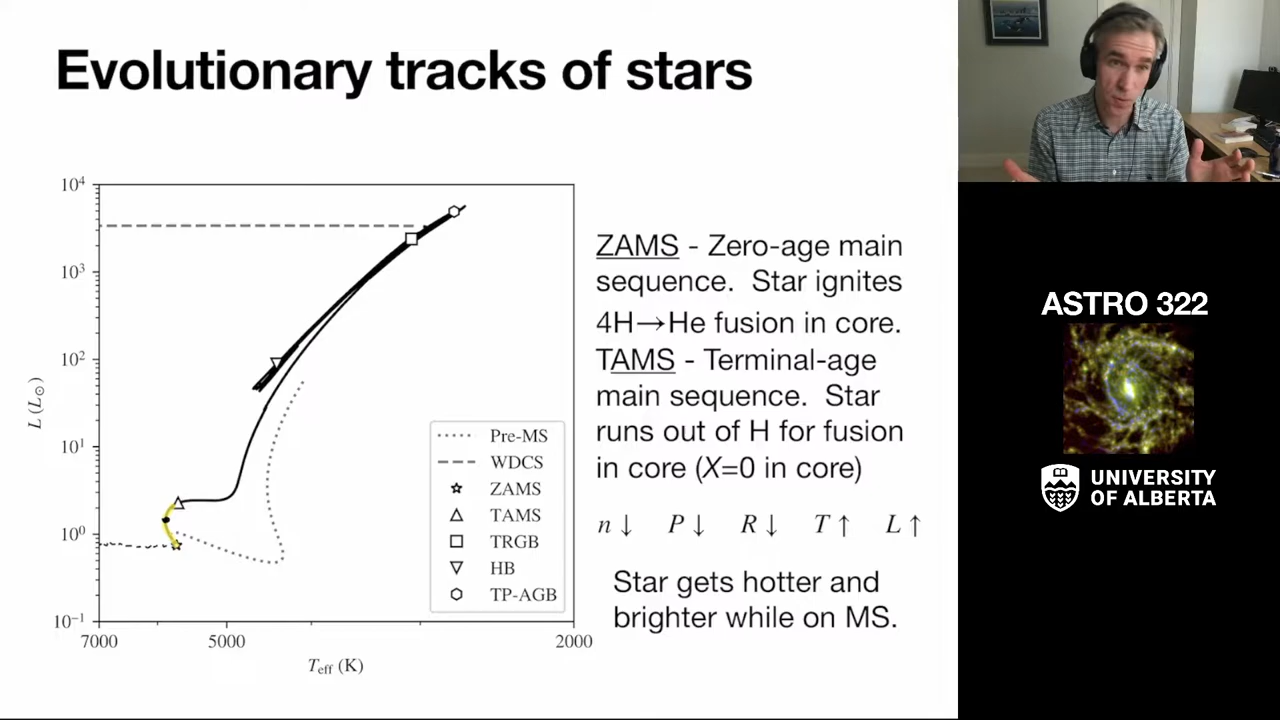 Evolutionary tracks of stars
10⁴
10³
10²
10¹
10⁰
10⁻¹
L (L⊙)
7000
5000
2000
T_eff (K)
Pre-MS
WDCS
ZAMS
TAMS
TRGB
HB
TP-AGB
ZAMS - Zero-age main
sequence. Star ignites
4H→He fusion in core.
TAMS - Terminal-age
main sequence. Star
runs out of H for fusion
in core (X=0 in core)
n↓ P↓ R↓ T↑ L↑
Star gets hotter and
brighter while on MS.
ASTRO 322
UNIVERSITY
OF ALBERTA